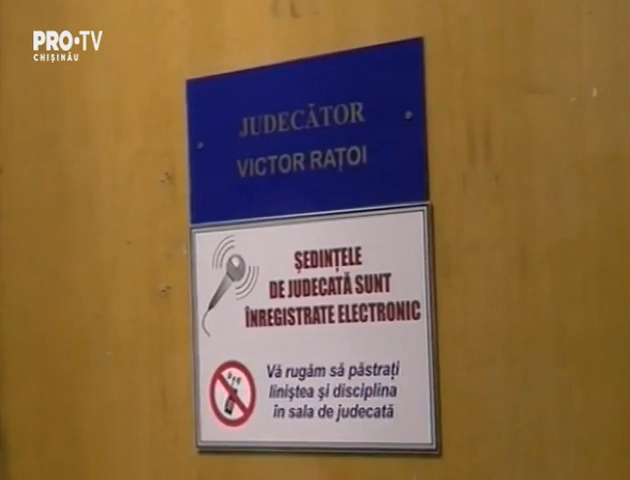 PRO•TV
CHIȘINĂU
JUDECĂTOR
VICTOR RAȚOI
ȘEDINȚELE
DE JUDECATĂ SUNT
ÎNREGISTRATE ELECTRONIC
Vă rugăm să păstrați
liniștea și disciplina
în sala de judecată